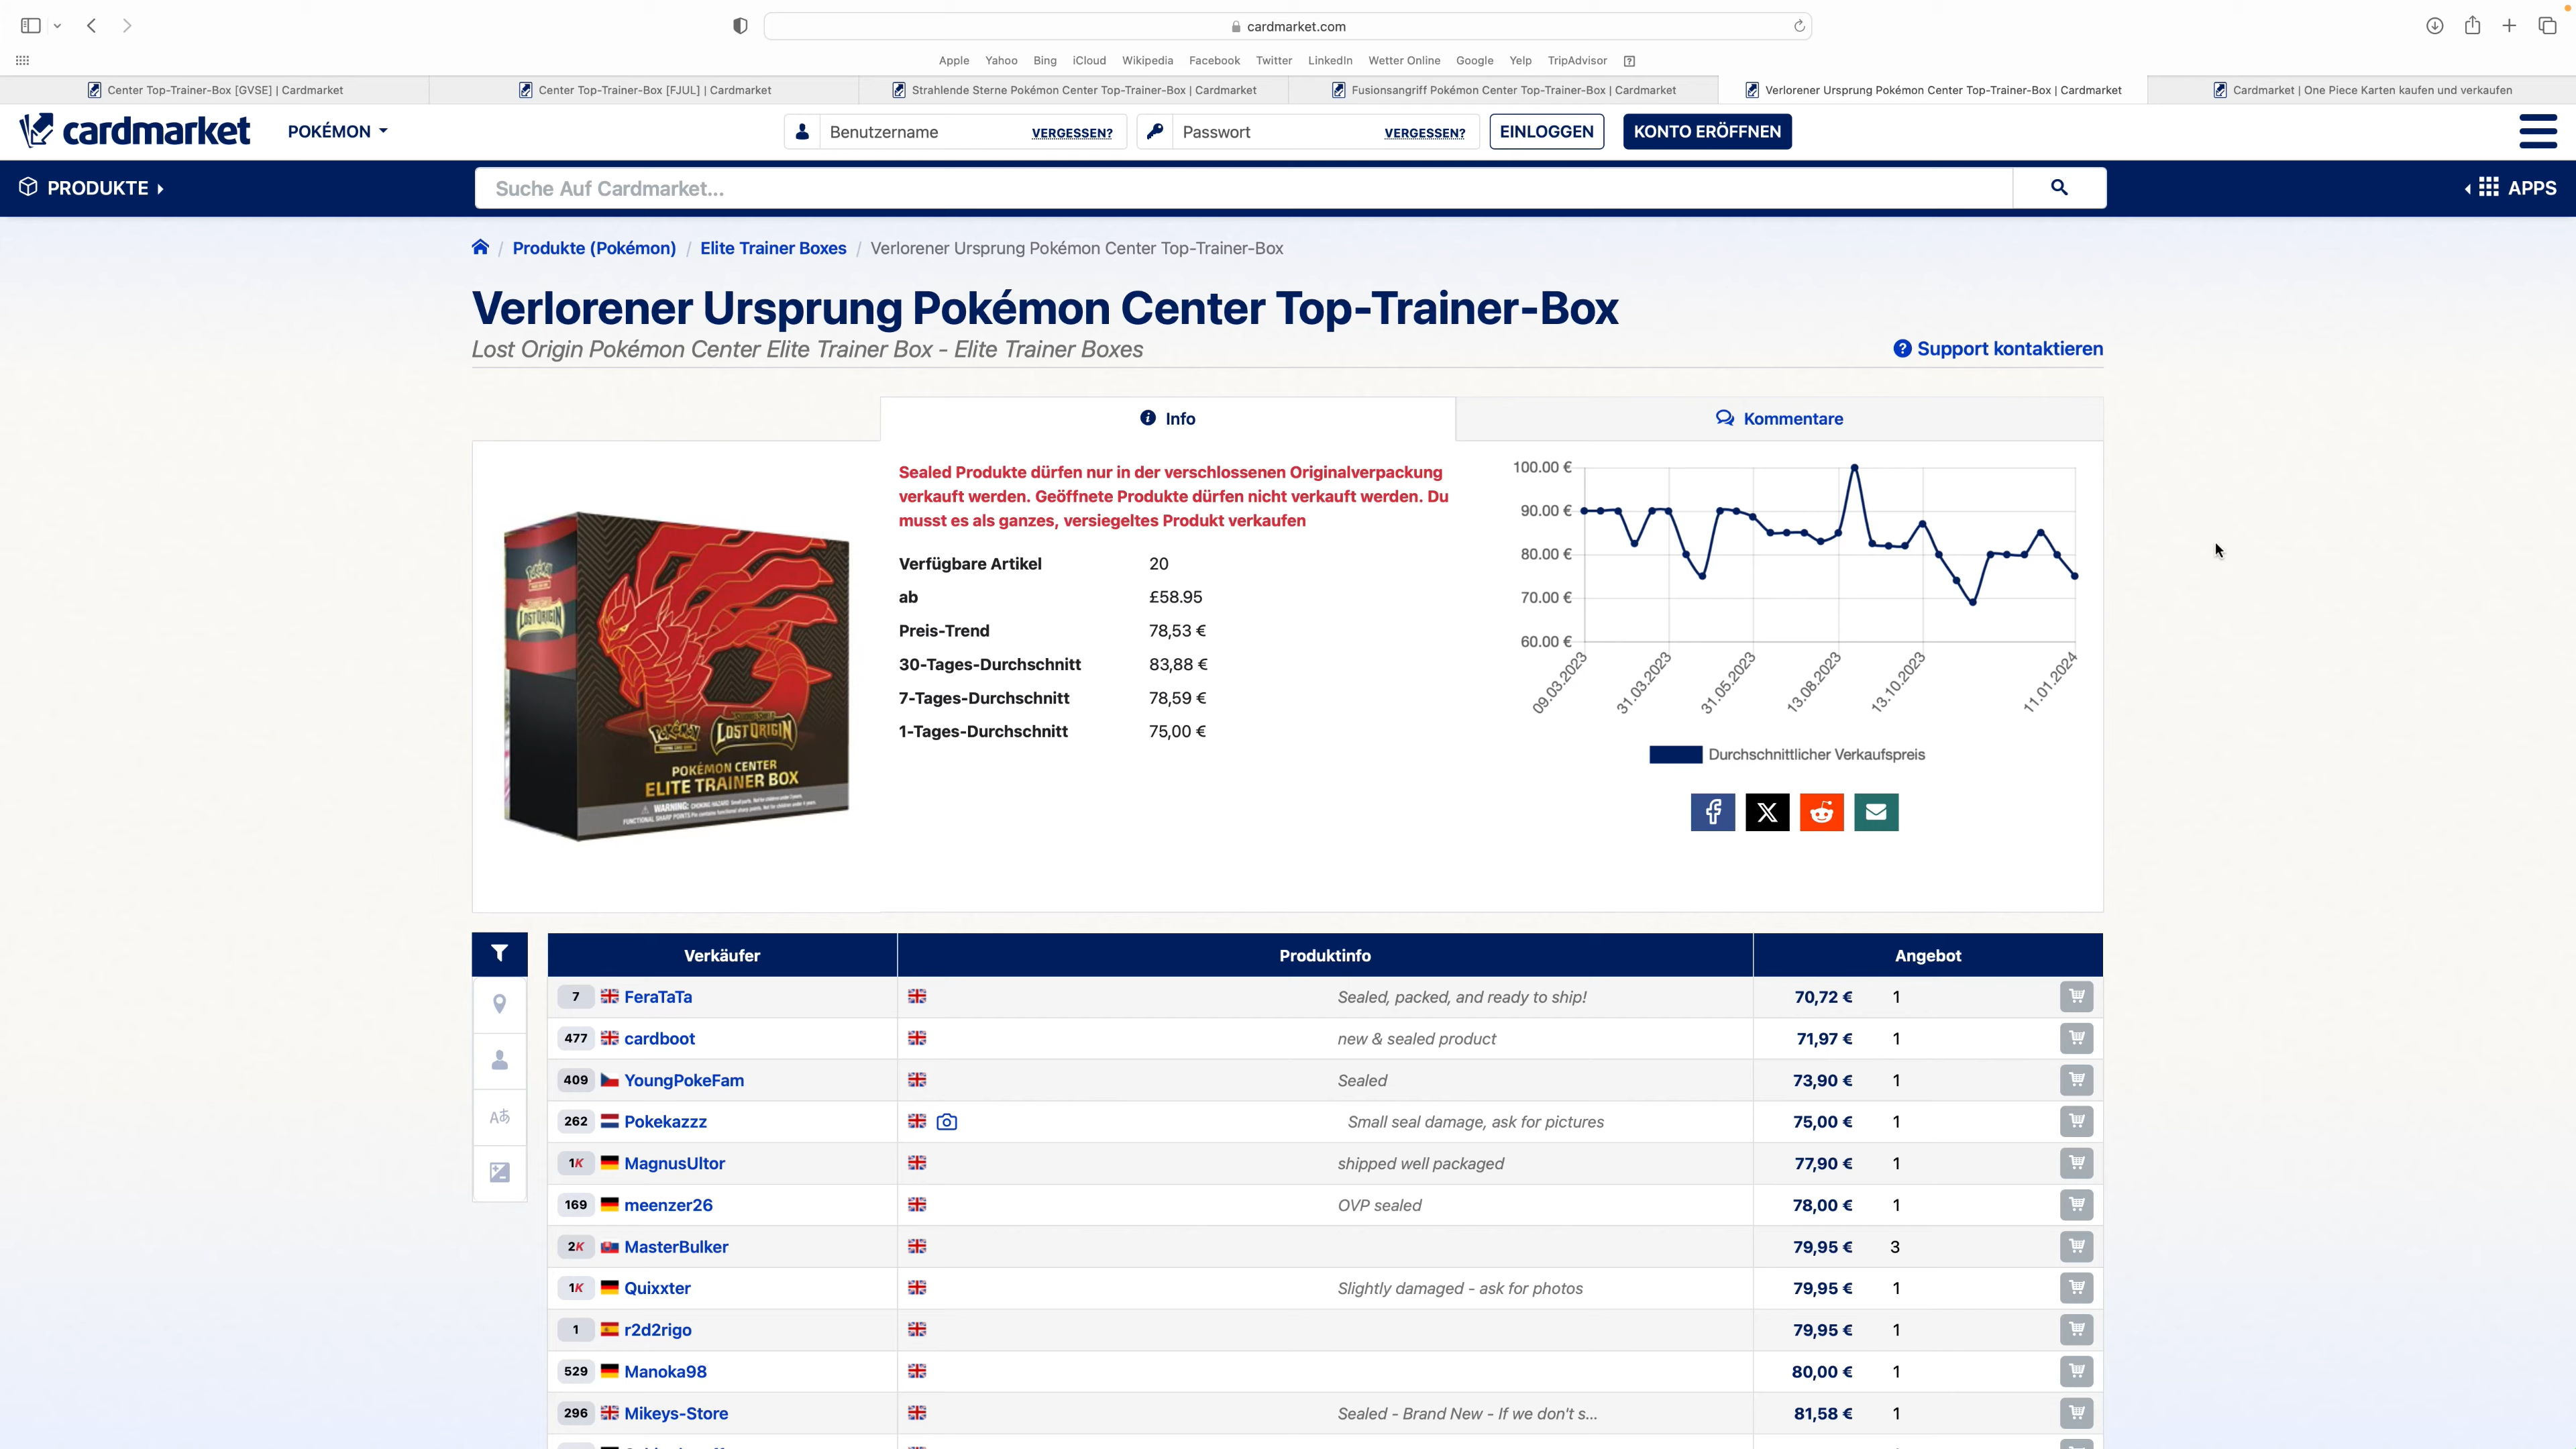 cardmarket.com
Apple Yahoo Bing iCloud Wikipedia Facebook Twitter LinkedIn Wetter Online Google Yelp TripAdvisor
Center Top-Trainer-Box [GVSE] | Cardmarket
Center Top-Trainer-Box [FJUL] | Cardmarket
Strahlende Sterne Pokémon Center Top-Trainer-Box | Cardmarket
Fusionsangriff Pokémon Center Top-Trainer-Box | Cardmarket
Verlorener Ursprung Pokémon Center Top-Trainer-Box | Cardmarket
Cardmarket | One Piece Karten kaufen und verkaufen
cardmarket POKÉMON Benutzername VERGESSEN? Passwort VERGESSEN? EINLOGGEN KONTO ERÖFFNEN
PRODUKTE Suche Auf Cardmarket... APPS
/ Produkte (Pokémon) / Elite Trainer Boxes / Verlorener Ursprung Pokémon Center Top-Trainer-Box
Verlorener Ursprung Pokémon Center Top-Trainer-Box
Lost Origin Pokémon Center Elite Trainer Box - Elite Trainer Boxes
? Support kontaktieren
Info
Kommentare
LOST ORIGIN
Pokémon LOST ORIGIN
POKÉMON CENTER
ELITE TRAINER BOX
Sealed Produkte dürfen nur in der verschlossenen Originalverpackung
verkauft werden. Geöffnete Produkte dürfen nicht verkauft werden. Du
musst es als ganzes, versiegeltes Produkt verkaufen
Verfügbare Artikel 20
ab £58.95
Preis-Trend 78,53 €
30-Tages-Durchschnitt 83,88 €
7-Tages-Durchschnitt 78,59 €
1-Tages-Durchschnitt 75,00 €
100.00 €
90.00 €
80.00 €
70.00 €
60.00 €
09.03.2023 31.03.2023 31.05.2023 13.08.2023 13.10.2023 11.01.2024
Durchschnittlicher Verkaufspreis
Verkäufer Produktinfo Angebot
7 FeraTaTa Sealed, packed, and ready to ship! 70,72 € 1
477 cardboot new & sealed product 71,97 € 1
409 YoungPokeFam Sealed 73,90 € 1
262 Pokekazzz Small seal damage, ask for pictures 75,00 € 1
1K MagnusUltor shipped well packaged 77,90 € 1
169 meenzer26 OVP sealed 78,00 € 1
2K MasterBulker 79,95 € 3
1K Quixxter Slightly damaged - ask for photos 79,95 € 1
1 r2d2rigo 79,95 € 1
529 Manoka98 80,00 € 1
296 Mikeys-Store Sealed - Brand New - If we don't s... 81,58 € 1